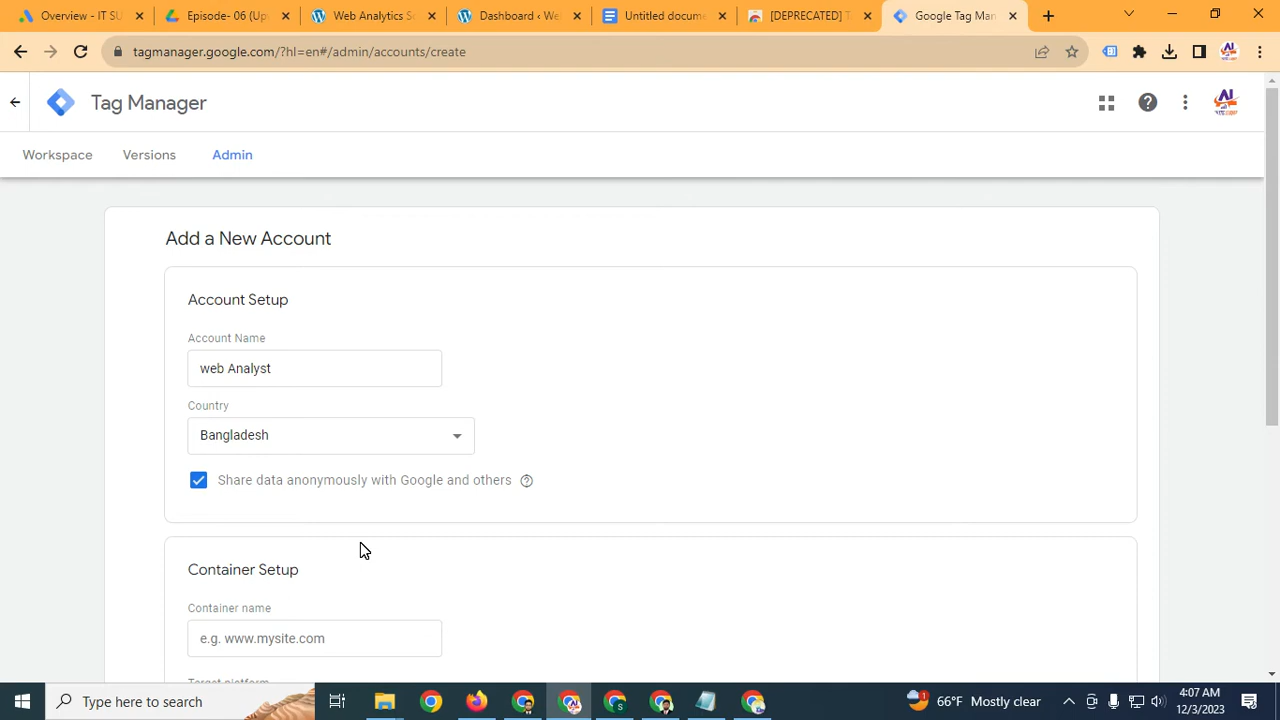 Overview - IT SU
Episode- 06 (Up
Web Analytics So
Dashboard ‹ We
Untitled docume
[DEPRECATED] T
Google Tag Man
tagmanager.google.com/?hl=en#/admin/accounts/create
Tag Manager
Workspace
Versions
Admin
Add a New Account
Account Setup
Account Name
web Analyst
Country
Bangladesh
Share data anonymously with Google and others
Container Setup
Container name
e.g. www.mysite.com
Target platform
Type here to search
66°F Mostly clear
4:07 AM
12/3/2023